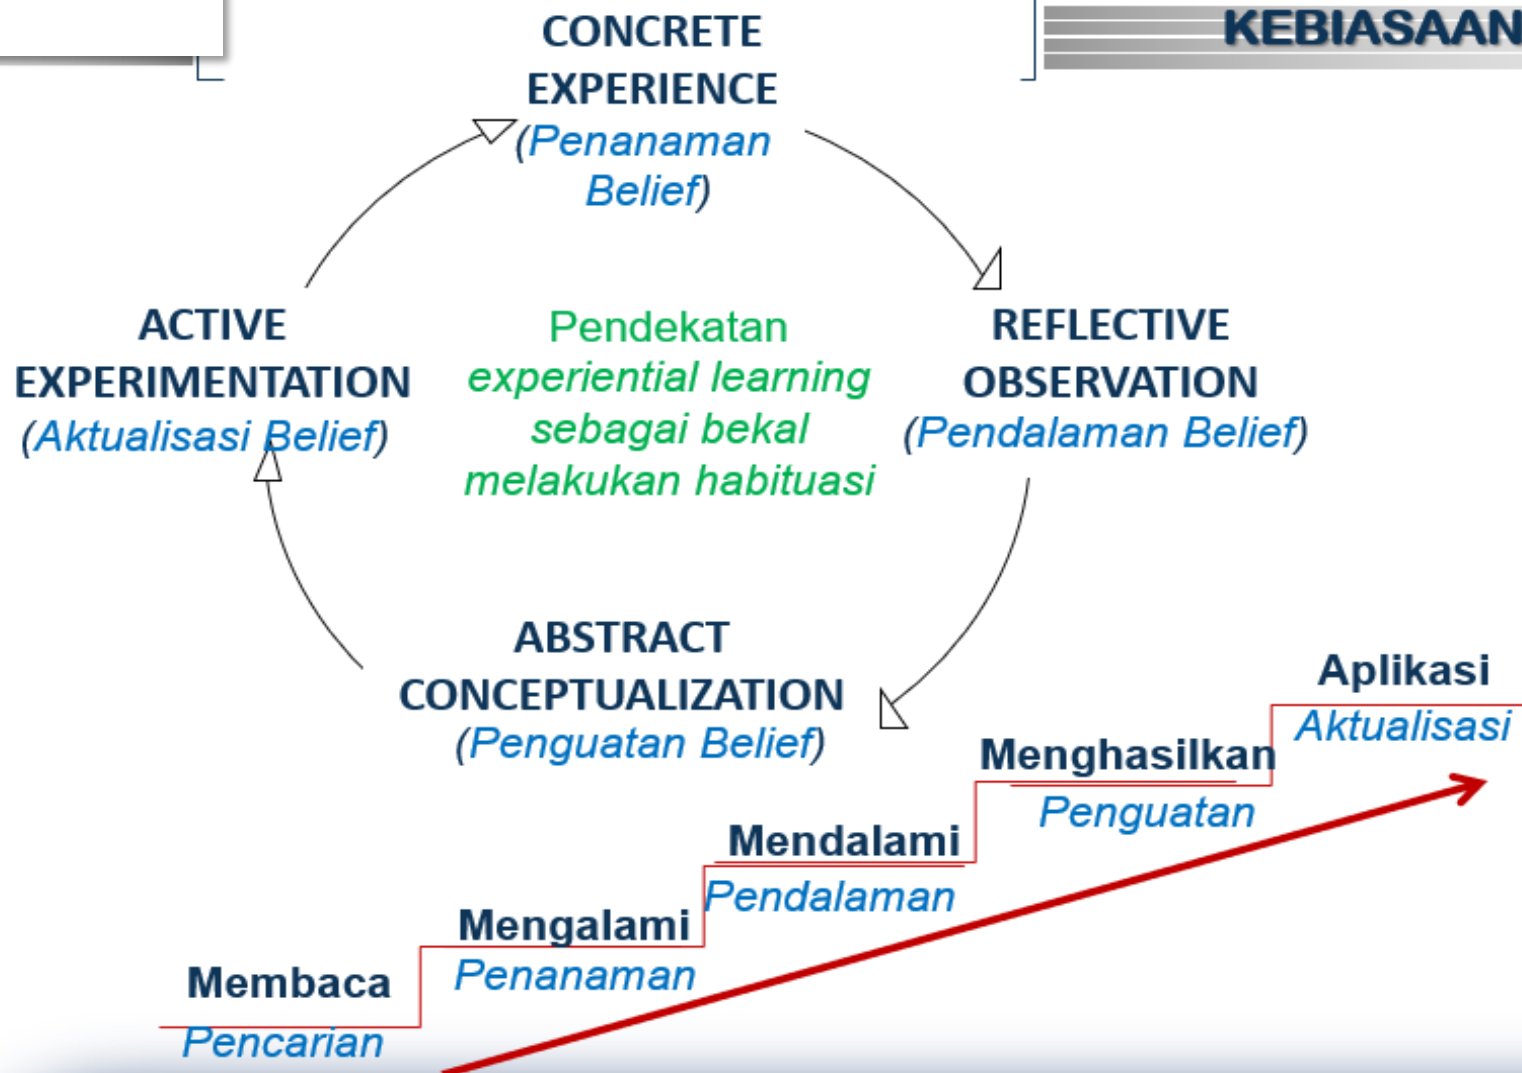 KEBIASAAN
CONCRETE
EXPERIENCE
(Penanaman
Belief)
ACTIVE
EXPERIMENTATION
(Aktualisasi Belief)
Pendekatan
experiential learning
sebagai bekal
melakukan habituasi
REFLECTIVE
OBSERVATION
(Pendalaman Belief)
ABSTRACT
CONCEPTUALIZATION
(Penguatan Belief)
Aplikasi
Aktualisasi
Menghasilkan
Penguatan
Mendalami
Pendalaman
Mengalami
Penanaman
Membaca
Pencarian